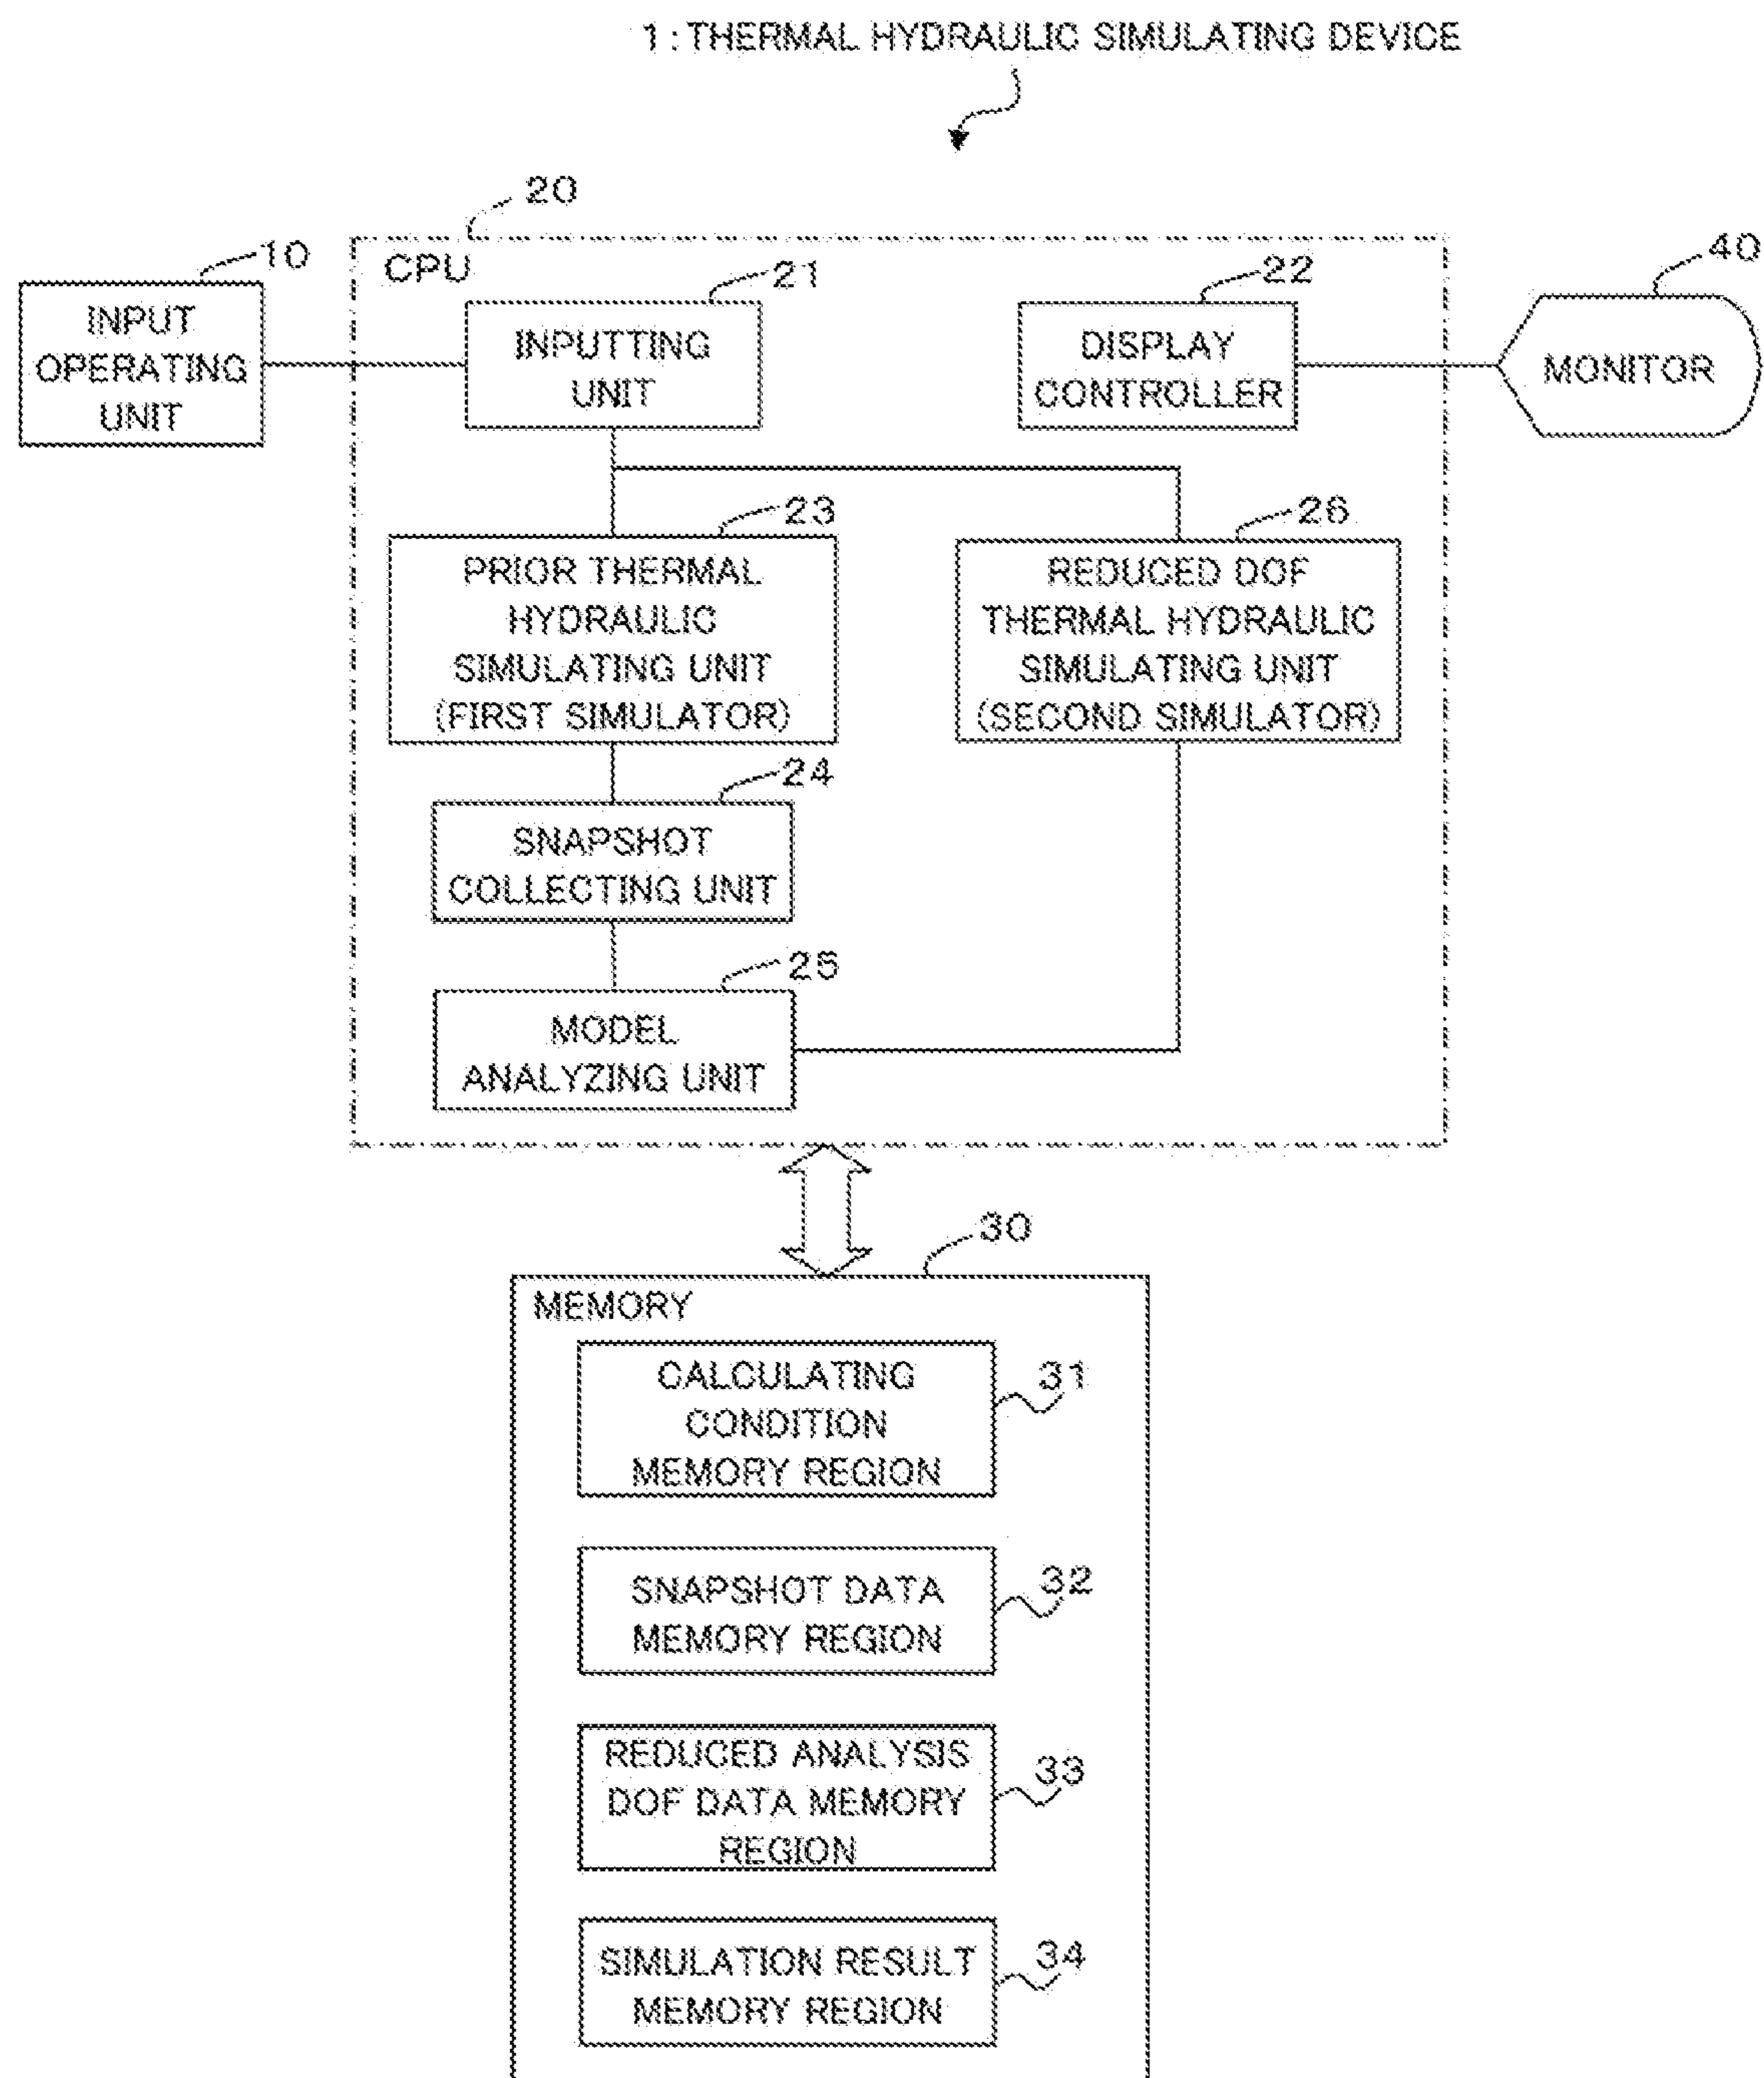 1 : THERMAL HYDRAULIC SIMULATING DEVICE
20
10
CPU
21
22
40
INPUT
OPERATING
UNIT
INPUTTING
UNIT
DISPLAY
CONTROLLER
MONITOR
23
26
PRIOR THERMAL
HYDRAULIC
SIMULATING UNIT
(FIRST SIMULATOR)
REDUCED DOF
THERMAL HYDRAULIC
SIMULATING UNIT
(SECOND SIMULATOR)
24
SNAPSHOT
COLLECTING UNIT
25
MODEL
ANALYZING UNIT
30
MEMORY
CALCULATING
CONDITION
MEMORY REGION
31
SNAPSHOT DATA
MEMORY REGION
32
REDUCED ANALYSIS
DOF DATA MEMORY
REGION
33
SIMULATION RESULT
MEMORY REGION
34